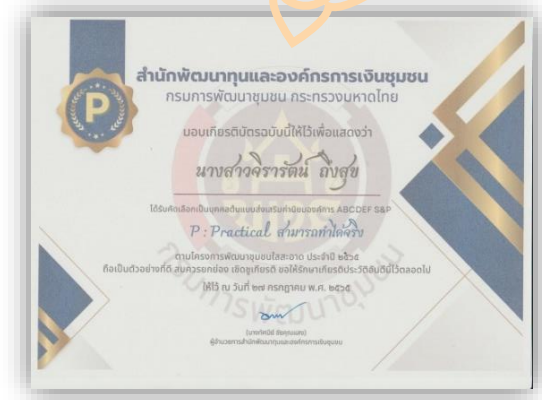 P
สำนักพัฒนาทุนและองค์กรการเงินชุมชน
กรมการพัฒนาชุมชน กระทรวงมหาดไทย
มอบเกียรติบัตรฉบับนี้ให้ไว้เพื่อแสดงว่า
นางสาวจิรารัตน์ ถึงสุข
ได้รับคัดเลือกเป็นบุคคลต้นแบบส่งเสริมค่านิยมองค์การ ABCDEF S&P
P : Practical สามารถทำได้จริง
ตามโครงการพัฒนาชุมชนใสสะอาด ประจำปี ๒๕๖๕
ถือเป็นตัวอย่างที่ดี สมควรยกย่อง เชิดชูเกียรติ ขอให้รักษาเกียรติประวัติอันดีนี้ไว้ตลอดไป
ให้ไว้ ณ วันที่ ๒๗ กรกฎาคม พ.ศ. ๒๕๖๕
ผู้อำนวยการสำนักพัฒนาทุนและองค์กรการเงินชุมชน